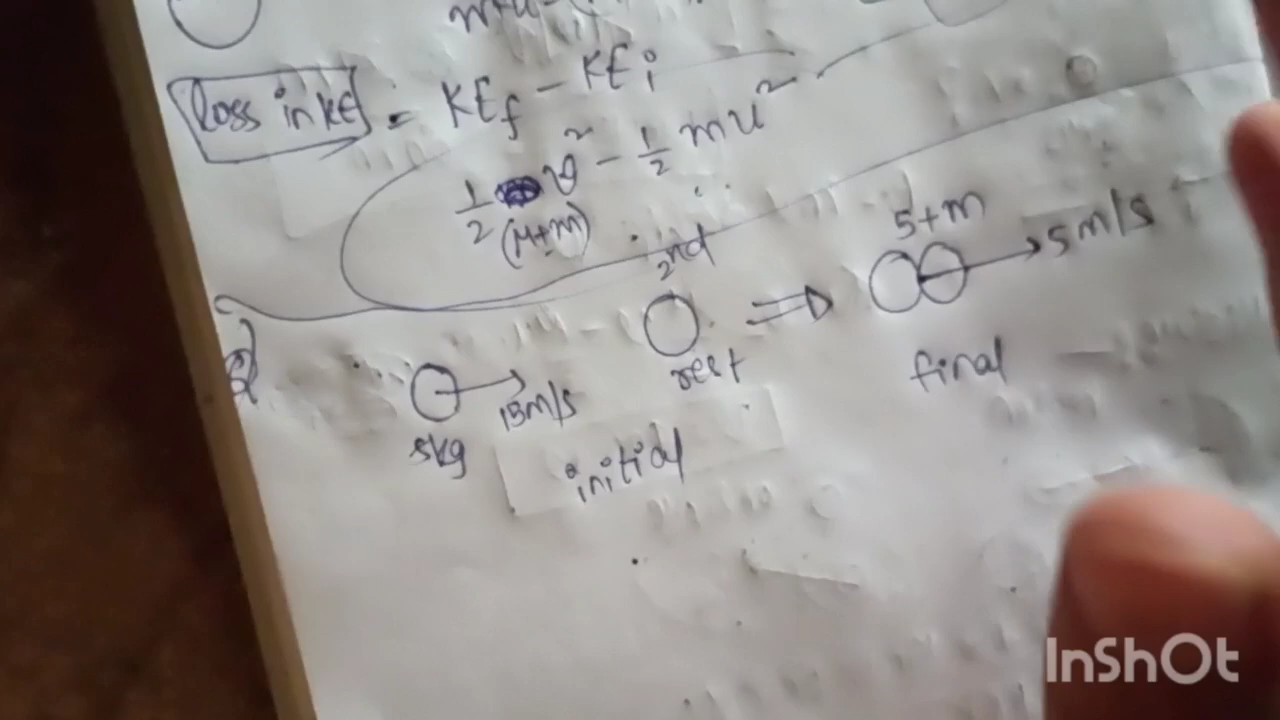 loss in KE = KEf - KEi
1/2 v² - 1/2 mu²
(M+m)
2nd
5+m
5 m/s
rest
final
15m/s
5kg
initial
InShOt